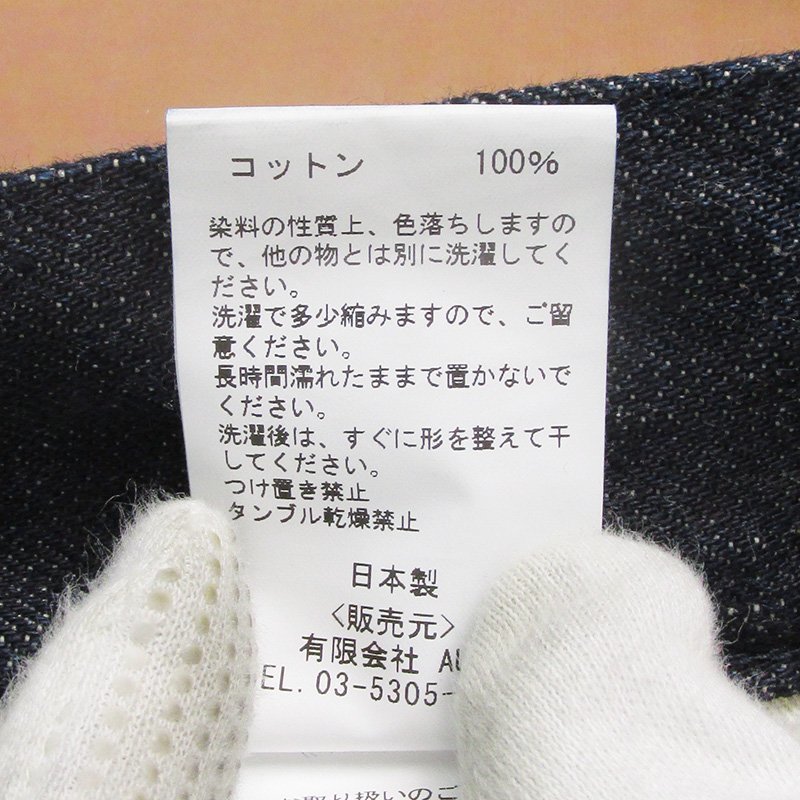 コットン 100%
染料の性質上、色落ちしますの
で、他の物とは別に洗濯してく
ださい。
洗濯で多少縮みますので、ご留
意ください。
長時間濡れたままで置かないで
ください。
洗濯後は、すぐに形を整えて干
してください。
つけ置き禁止
タンブル乾燥禁止
日本製
<販売元>
有限会社
EL. 03-5305-
取り扱いのご